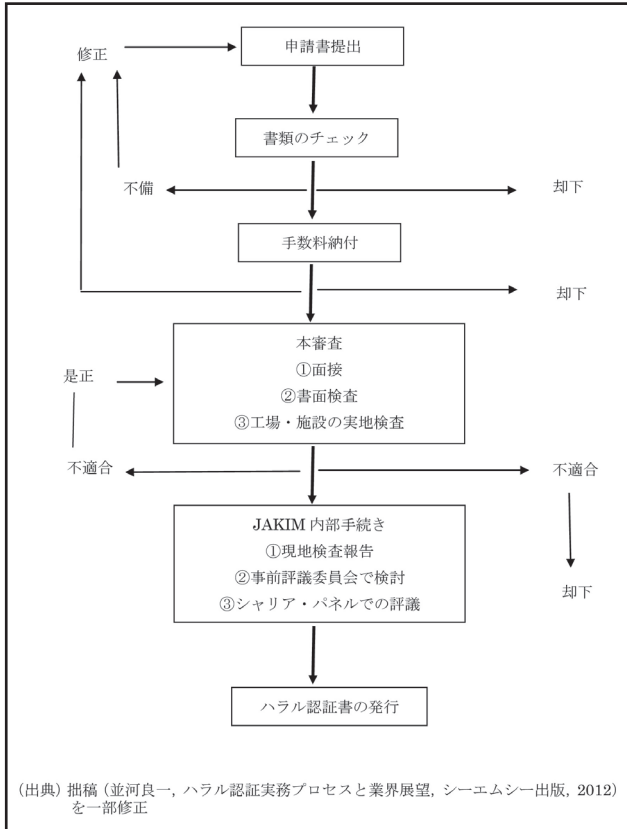 申請書提出
修正
書類のチェック
不備
却下
手数料納付
却下
本審査
①面接
②書面検査
③工場・施設の実地検査
是正
不適合
不適合
JAKIM 内部手続き
①現地検査報告
②事前評議委員会で検討
③シャリア・パネルでの評議
却下
ハラル認証書の発行
(出典) 拙稿 (並河良一, ハラル認証実務プロセスと業界展望, シーエムシー出版, 2012)
を一部修正